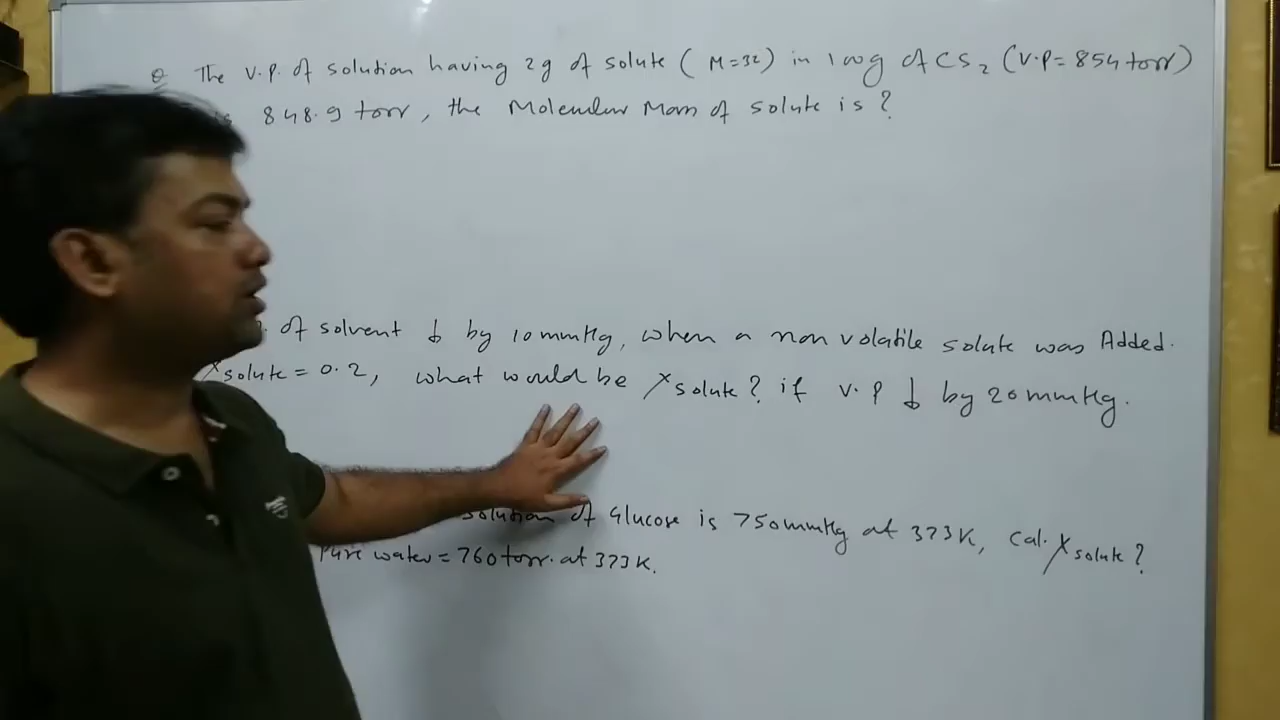 Q The V.P. of solution having 2g of solute ( M=32) in 100g of CS2 (V.P= 854 torr)
is 848.9 torr, the Molecular Mass of solute is?
of solvent ↓ by 10mmHg, when a non volatile solute was Added.
Xsolute = 0.2, what would be Xsolute? if V.P ↓ by 20mmHg.
solution of Glucose is 750mmHg at 373K, Cal. Xsolute?
Pure water = 760 torr. at 373K.